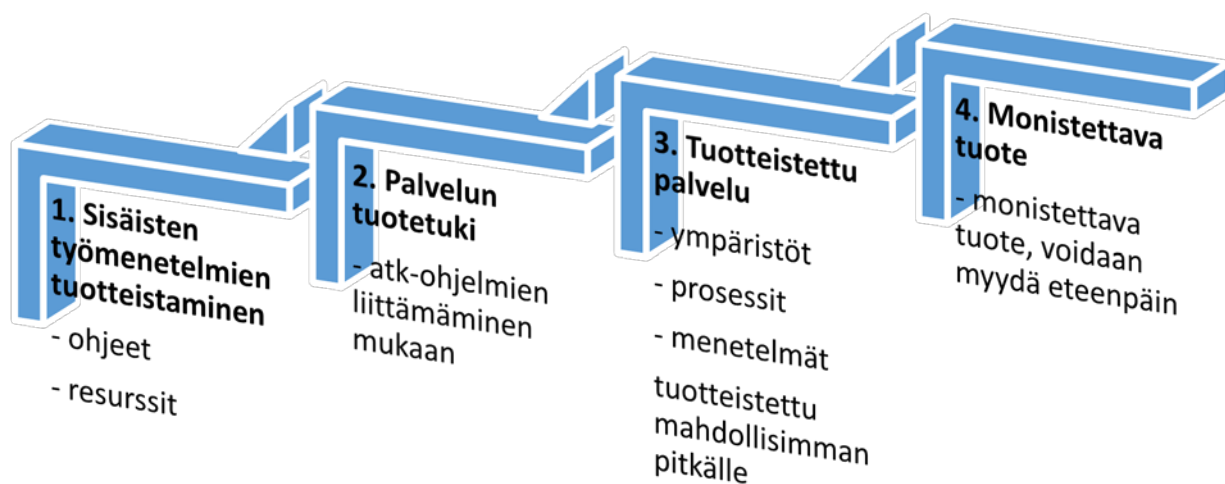 1. Sisäisten
työmenetelmien
tuotteistaminen
- ohjeet
- resurssit
2. Palvelun
tuotetuki
- atk-ohjelmien
liittämäminen
mukaan
3. Tuotteistettu
palvelu
- ympäristöt
- prosessit
- menetelmät
tuotteistettu
mahdollisimman
pitkälle
4. Monistettava
tuote
- monistettava
tuote, voidaan
myydä eteenpäin